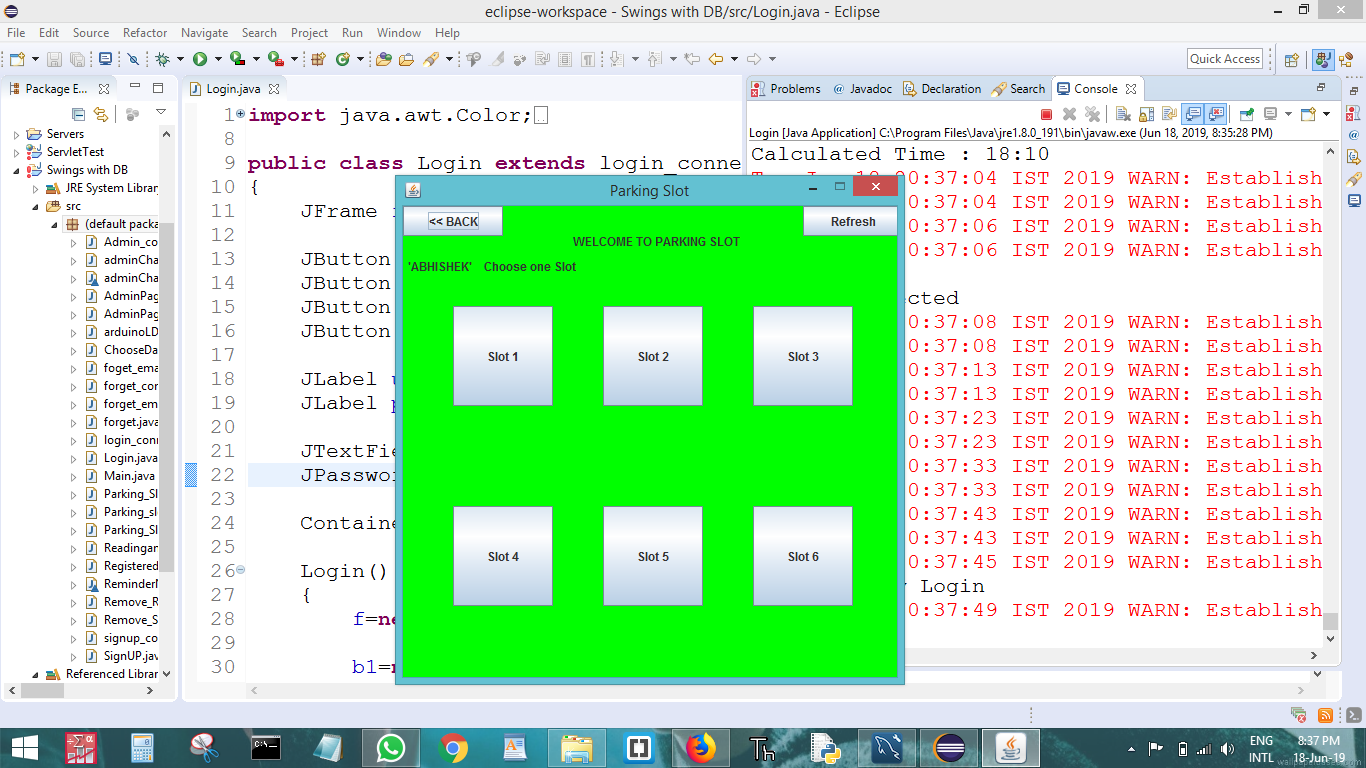 eclipse-workspace - Swings with DB/src/Login.java - Eclipse
File Edit Source Refactor Navigate Search Project Run Window Help
Quick Access
Package E...
Servers
ServletTest
Swings with DB
JRE System Librar
src
(default packa
Admin_co
adminCha
adminChar
AdminPag
AdminPag
arduinoLD
ChooseDa
foget_ema
forget_cor
forget_em
forget.java
login_conn
Login.java
Main.java
Parking_Sl
Parking_sl
Parking_Sl
Readingan
Registered
ReminderM
Remove_R
Remove_S
signup_co
SignUP.jav
Referenced Librar
Login.java
1 import java.awt.Color;
8
9 public class Login extends login_conne
10 {
11 JFrame
12
13 JButton
14 JButton
15 JButton
16 JButton
17
18 JLabel
19 JLabel
20
21 JTextFie
22 JPasswor
23
24 Containe
25
26 Login()
27 {
28 f=ne
29
30 b1=
Parking Slot
<< BACK
Refresh
WELCOME TO PARKING SLOT
'ABHISHEK' Choose one Slot
Slot 1 Slot 2 Slot 3
Slot 4 Slot 5 Slot 6
Problems @ Javadoc Declaration Search Console
Login [Java Application] C:\Program Files\Java\jre1.8.0_191\bin\javaw.exe (Jun 18, 2019, 8:35:28 PM)
Calculated Time : 18:10
0:37:04 IST 2019 WARN: Establish
0:37:04 IST 2019 WARN: Establish
0:37:06 IST 2019 WARN: Establish
0:37:06 IST 2019 WARN: Establish
ected
0:37:08 IST 2019 WARN: Establish
0:37:08 IST 2019 WARN: Establish
0:37:13 IST 2019 WARN: Establish
0:37:13 IST 2019 WARN: Establish
0:37:23 IST 2019 WARN: Establish
0:37:23 IST 2019 WARN: Establish
0:37:33 IST 2019 WARN: Establish
0:37:33 IST 2019 WARN: Establish
0:37:43 IST 2019 WARN: Establish
0:37:43 IST 2019 WARN: Establish
0:37:45 IST 2019 WARN: Establish
Login
0:37:49 IST 2019 WARN: Establish
Th
ENG
INTL
8:37 PM
18-Jun-19